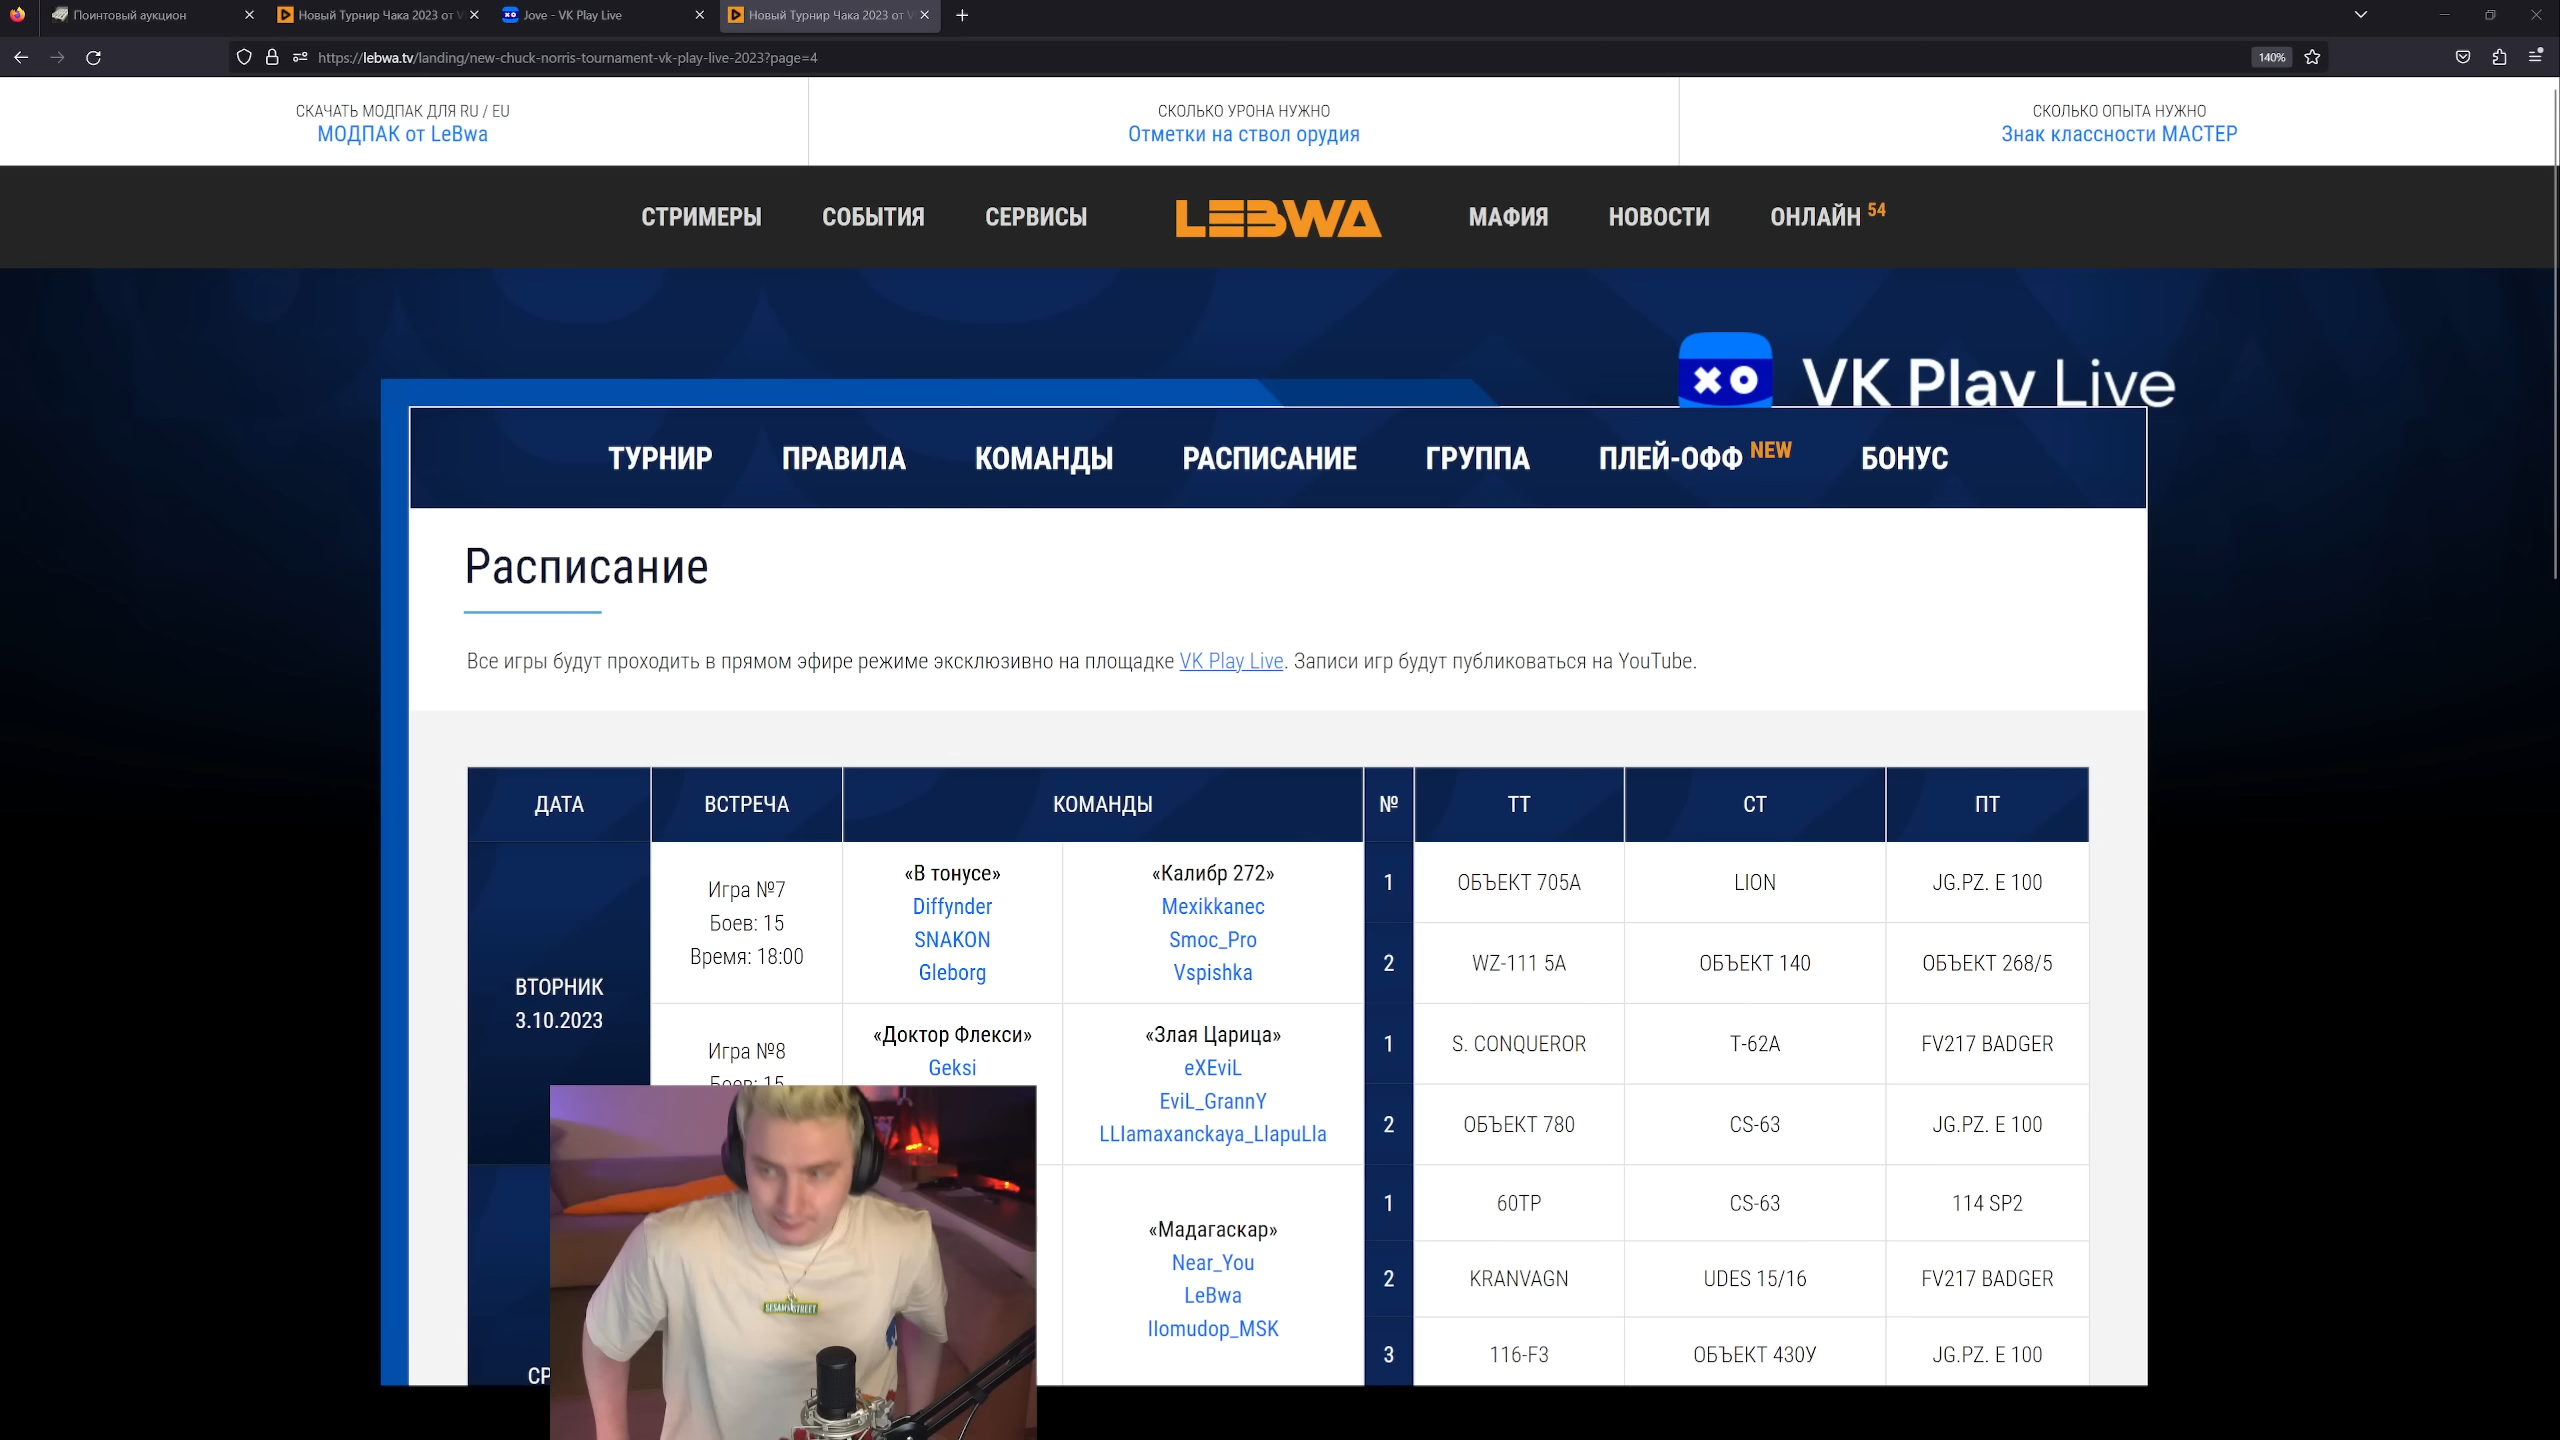 Поинтовый аукцион
Новый Турнир Чака 2023 от
Jove - VK Play Live
Новый Турнир Чака 2023 от
https://lebwa.tv/landing/new-chuck-norris-tournament-vk-play-live-2023?page=4
140%
СКАЧАТЬ МОДПАК ДЛЯ RU / EU
МОДПАК от LeBwa
СКОЛЬКО УРОНА НУЖНО
Отметки на ствол орудия
СКОЛЬКО ОПЫТА НУЖНО
Знак классности МАСТЕР
СТРИМЕРЫ СОБЫТИЯ СЕРВИСЫ LEBWA МАФИЯ НОВОСТИ ОНЛАЙН 54
VK Play Live
ТУРНИР ПРАВИЛА КОМАНДЫ РАСПИСАНИЕ ГРУППА ПЛЕЙ-ОФФ NEW БОНУС
Расписание
Все игры будут проходить в прямом эфире режиме эксклюзивно на площадке VK Play Live. Записи игр будут публиковаться на YouTube.
ДАТА ВСТРЕЧА КОМАНДЫ № ТТ СТ ПТ
ВТОРНИК
3.10.2023
Игра №7
Боев: 15
Время: 18:00
«В тонусе»
Diffynder
SNAKON
Gleborg
«Калибр 272»
Mexikkanec
Smoc_Pro
Vspishka
1 ОБЪЕКТ 705А LION JG.PZ. E 100
2 WZ-111 5A ОБЪЕКТ 140 ОБЪЕКТ 268/5
Игра №8
Боев: 15
«Доктор Флекси»
Geksi
«Злая Царица»
eXEviL
EviL_GrannY
LLIamaxanckaya_LlapuLla
1 S. CONQUEROR T-62A FV217 BADGER
2 ОБЪЕКТ 780 CS-63 JG.PZ. E 100
«Мадагаскар»
Near_You
LeBwa
Ilomudop_MSK
1 60TP CS-63 114 SP2
2 KRANVAGN UDES 15/16 FV217 BADGER
3 116-F3 ОБЪЕКТ 430У JG.PZ. E 100
СР
SESAME STREET